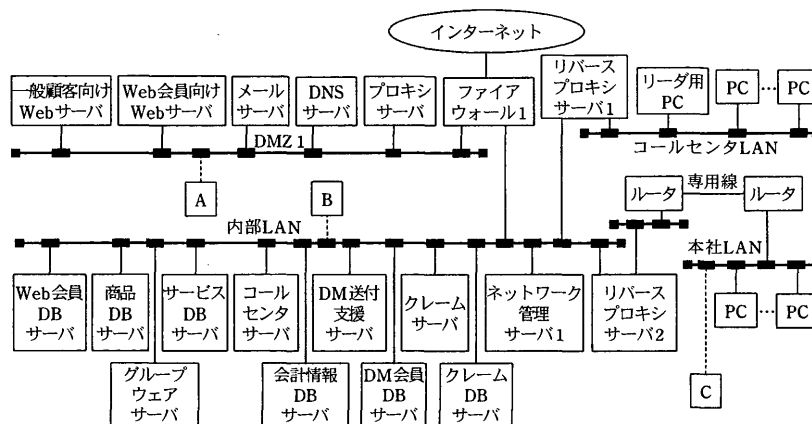 インターネット
一般顧客向け
Webサーバ
Web会員向け
Webサーバ
メール
サーバ
DNS
サーバ
プロキシ
サーバ
ファイア
ウォール1
リバース
プロキシ
サーバ1
リーダ用
PC
PC
…
PC
DMZ1
コールセンタLAN
A
B
内部LAN
ルータ
専用線
ルータ
本社LAN
Web会員
DB
サーバ
商品
DB
サーバ
サービス
DB
サーバ
コール
センタ
サーバ
DM送付
支援
サーバ
クレーム
サーバ
ネットワーク
管理
サーバ1
リバース
プロキシ
サーバ2
PC
…
PC
グループ
ウェア
サーバ
会計情報
DB
サーバ
DM会員
DB
サーバ
クレーム
DB
サーバ
C